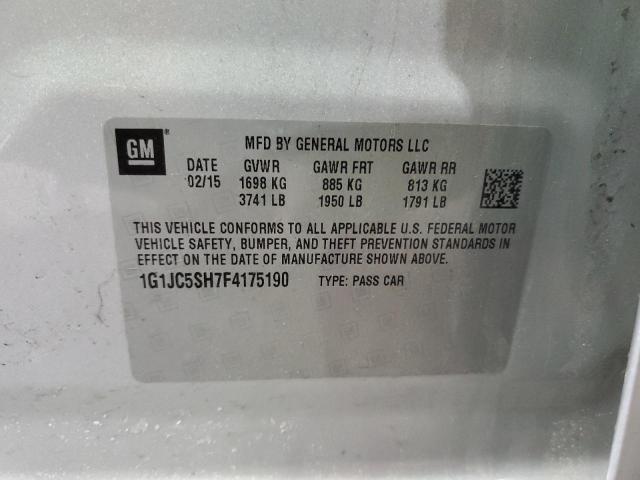 GM®
MFD BY GENERAL MOTORS LLC
DATE GVWR GAWR FRT GAWR RR
02/15 1698 KG 885 KG 813 KG
3741 LB 1950 LB 1791 LB
THIS VEHICLE CONFORMS TO ALL APPLICABLE U.S. FEDERAL MOTOR
VEHICLE SAFETY, BUMPER, AND THEFT PREVENTION STANDARDS IN
EFFECT ON THE DATE OF MANUFACTURE SHOWN ABOVE.
1G1JC5SH7F4175190 TYPE: PASS CAR